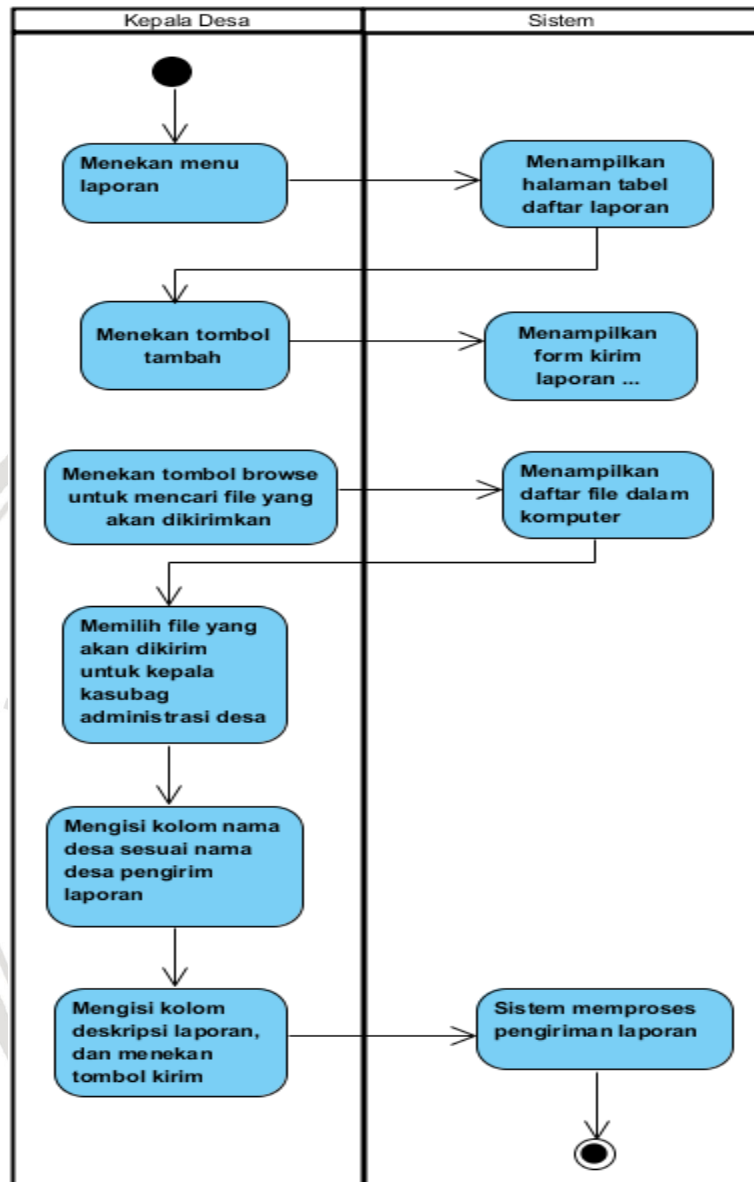 Kepala Desa
Sistem
Menekan menu
laporan
Menampilkan
halaman tabel
daftar laporan
Menekan tombol
tambah
Menampilkan
form kirim
laporan ...
Menekan tombol browse
untuk mencari file yang
akan dikirimkan
Menampilkan
daftar file dalam
komputer
Memilih file yang
akan dikirim
untuk kepala
kasubag
administrasi desa
Mengisi kolom nama
desa sesuai nama
desa pengirim
laporan
Mengisi kolom
deskripsi laporan,
dan menekan
tombol kirim
Sistem memproses
pengiriman laporan